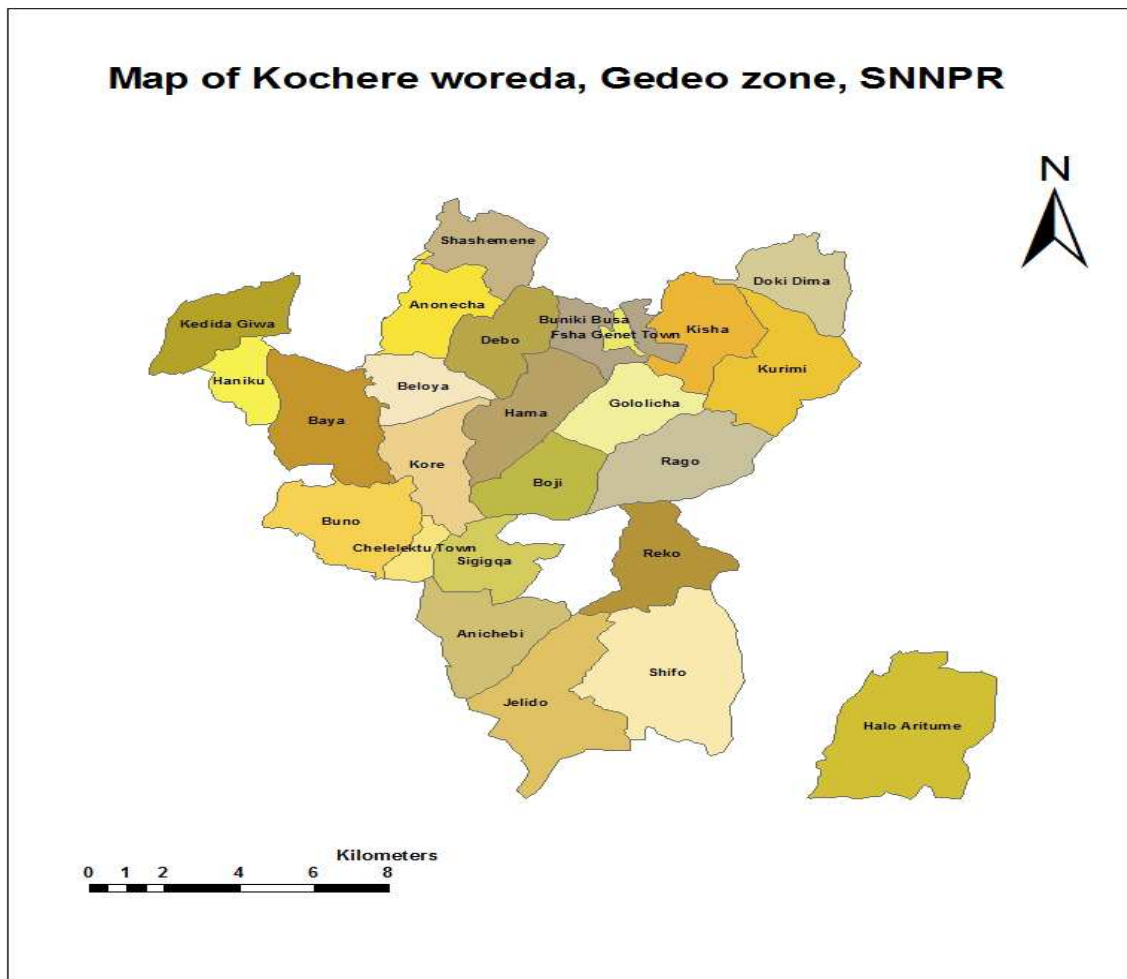 Map of Kochere woreda, Gedeo zone, SNNPR
N
Shashemene
Doki Dima
Anonecha
Kedida Giwa
Buniki Busa
Kisha
Fsha Genet Town
Debo
Kurimi
Haniku
Beloya
Gololicha
Hama
Baya
Rago
Kore
Boji
Buno
Chelelektu Town
Reko
Sigigqa
Anichebi
Shifo
Jelido
Halo Aritume
Kilometers
0 1 2 4 6 8